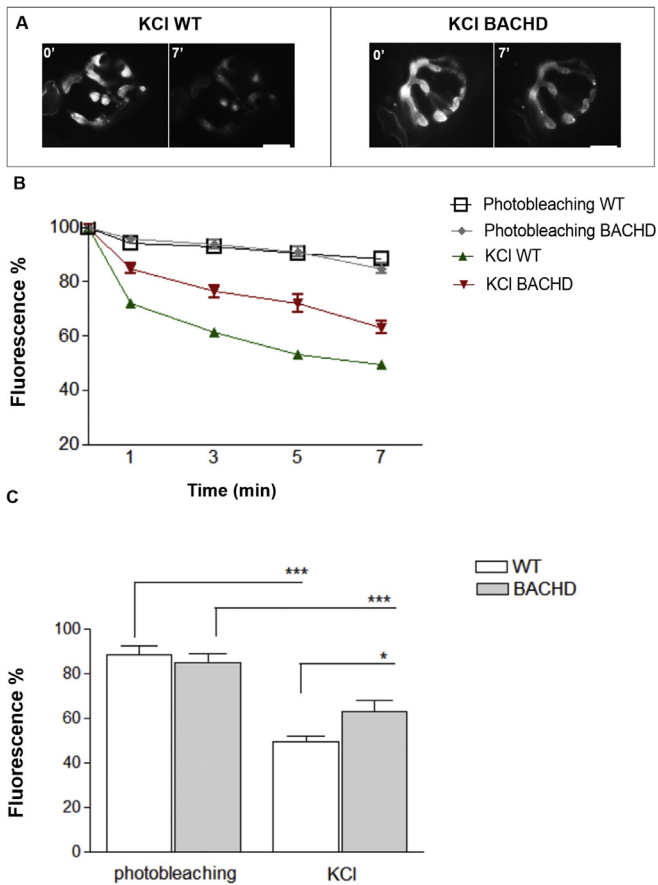 A
KCl WT
KCl BACHD
0'
7'
0'
7'
B
100
80
60
40
20
Fluorescence %
1
3
5
7
Time (min)
Photobleaching WT
Photobleaching BACHD
KCl WT
KCl BACHD
C
WT
BACHD
***
***
*
100
80
60
40
20
0
Fluorescence %
photobleaching
KCl